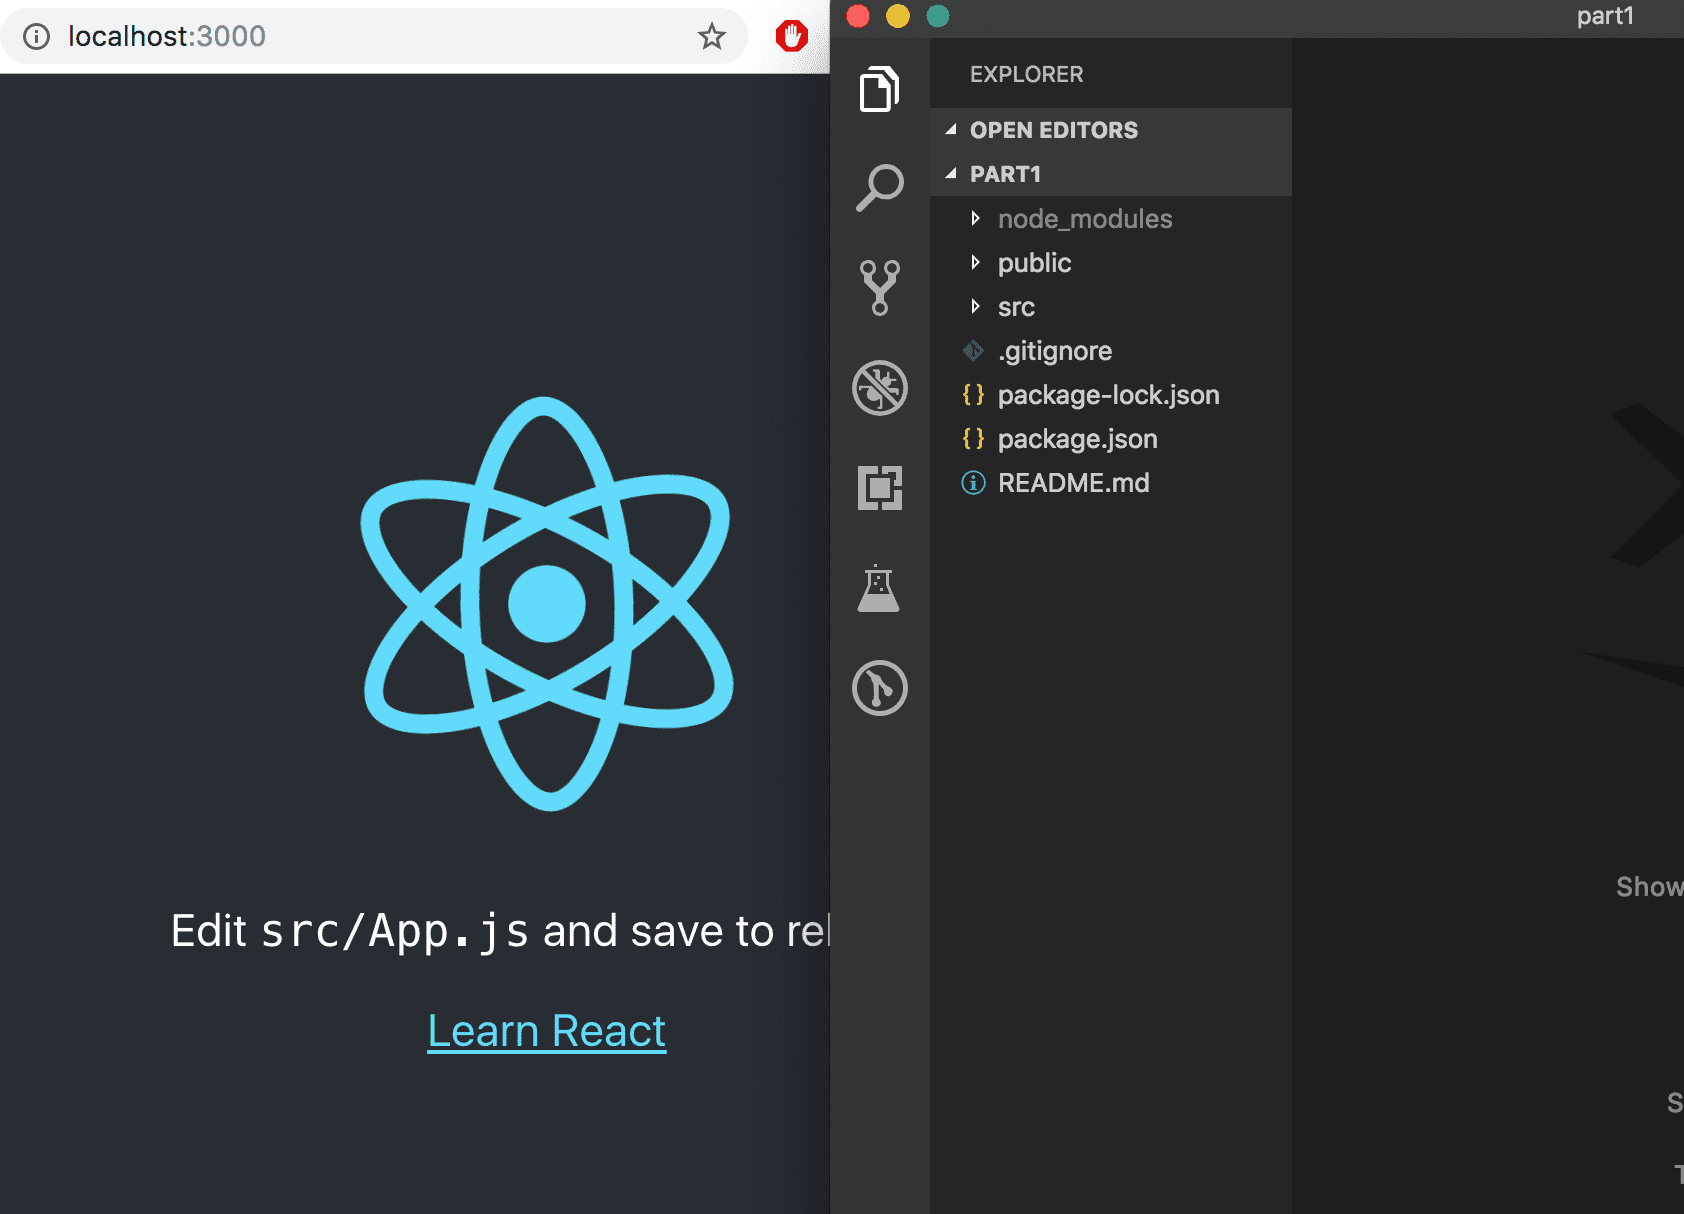 localhost:3000
Edit src/App.js and save to rel
Learn React
part1
EXPLORER
OPEN EDITORS
PART1
node_modules
public
src
.gitignore
{} package-lock.json
{} package.json
README.md
Show
S
T